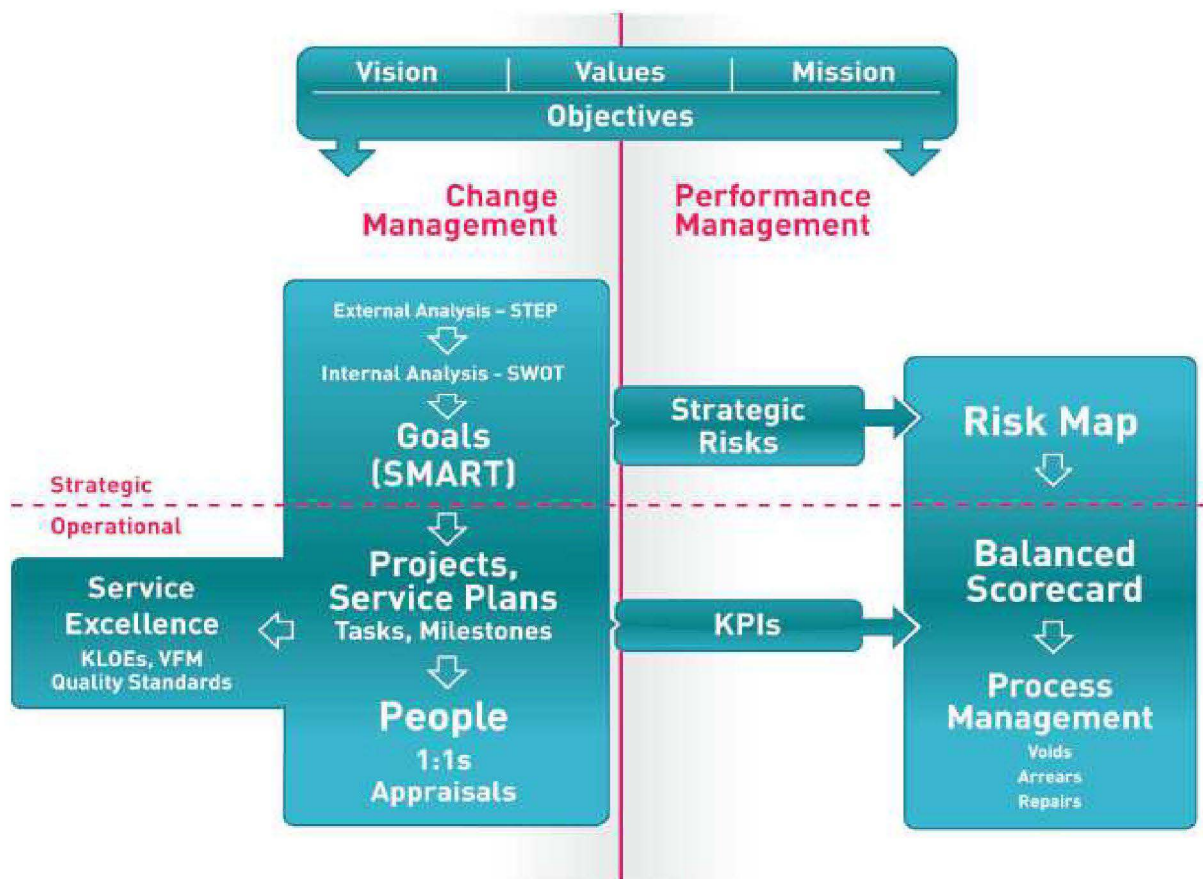 Vision Values Mission
Objectives
Change
Management
Performance
Management
External Analysis – STEP
Internal Analysis - SWOT
Goals
(SMART)
Strategic
Risks
Risk Map
Strategic
Operational
Projects,
Service Plans
Tasks, Milestones
Service
Excellence
KLOEs, VFM
Quality Standards
KPIs
Balanced
Scorecard
People
1:1s
Appraisals
Process
Management
Voids
Arrears
Repairs